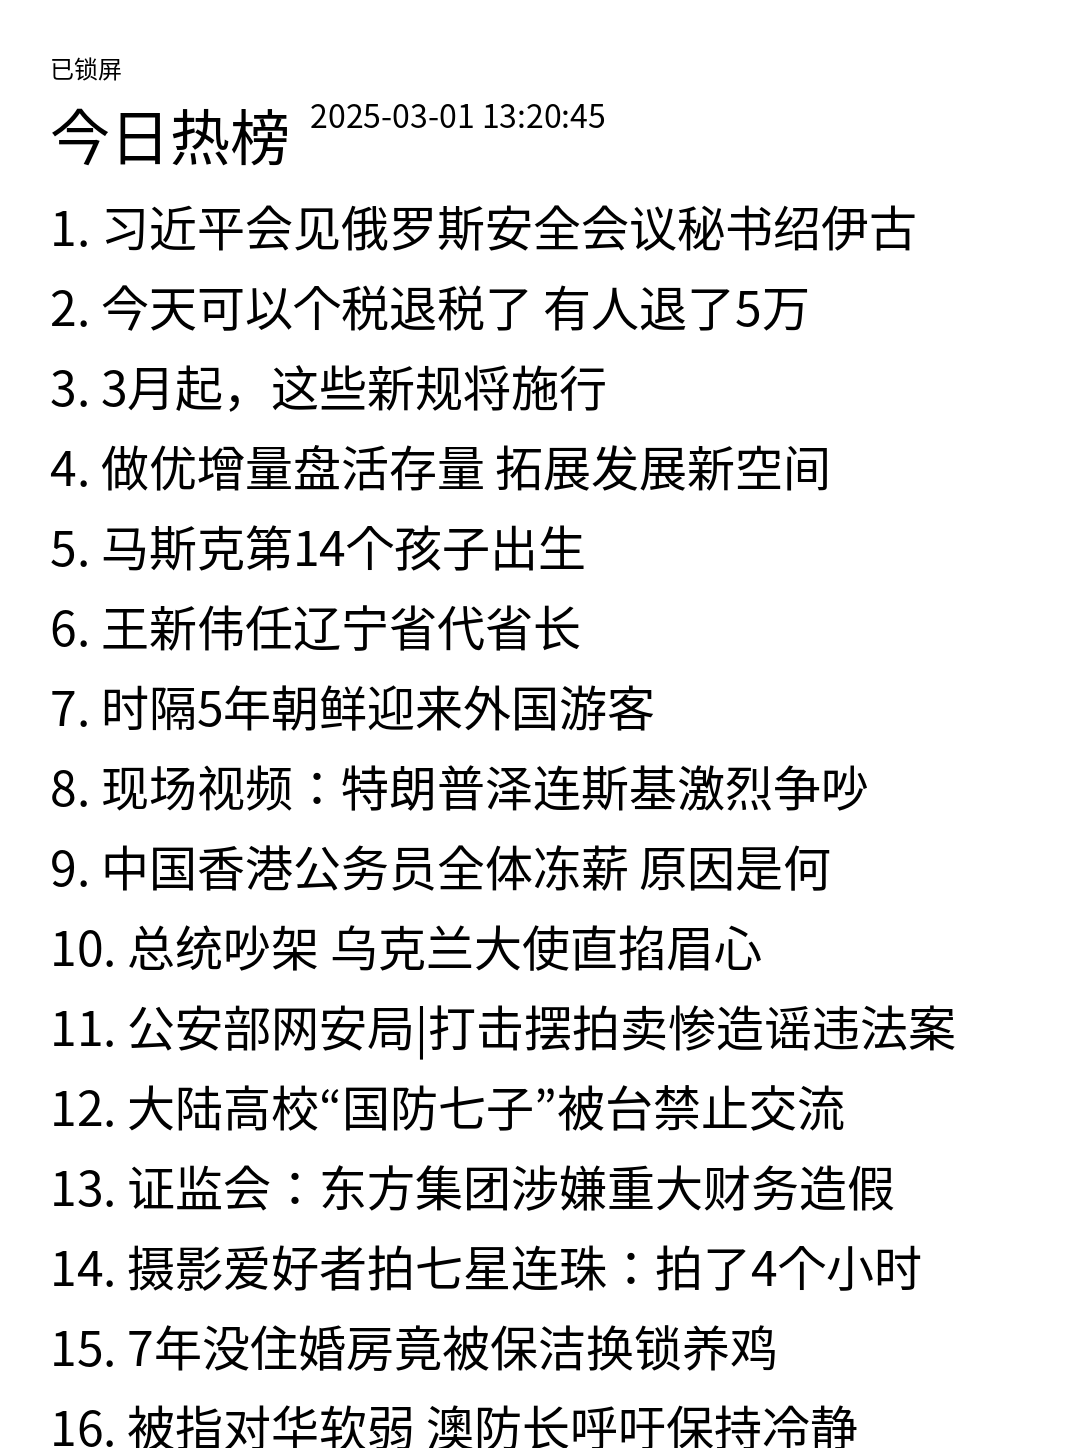 已锁屏
今日热榜 2025-03-01 13:20:45
1. 习近平会见俄罗斯安全会议秘书绍伊古
2. 今天可以个税退税了 有人退了5万
3. 3月起，这些新规将施行
4. 做优增量盘活存量 拓展发展新空间
5. 马斯克第14个孩子出生
6. 王新伟任辽宁省代省长
7. 时隔5年朝鲜迎来外国游客
8. 现场视频：特朗普泽连斯基激烈争吵
9. 中国香港公务员全体冻薪 原因是何
10. 总统吵架 乌克兰大使直掐眉心
11. 公安部网安局|打击摆拍卖惨造谣违法案
12. 大陆高校“国防七子”被台禁止交流
13. 证监会：东方集团涉嫌重大财务造假
14. 摄影爱好者拍七星连珠：拍了4个小时
15. 7年没住婚房竟被保洁换锁养鸡
16. 被指对华软弱 澳防长呼吁保持冷静